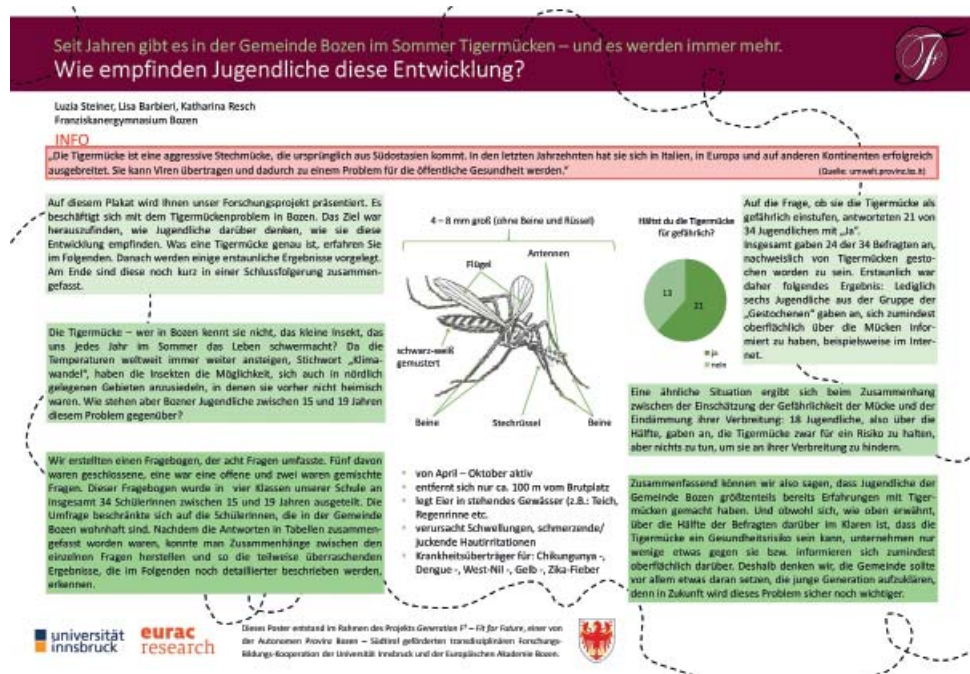 Seit Jahren gibt es in der Gemeinde Bozen im Sommer Tigermücken – und es werden immer mehr.
Wie empfinden Jugendliche diese Entwicklung?
Luzia Steiner, Lisa Barbieri, Katharina Resch
Franziskanergymnasium Bozen
INFO
„Die Tigermücke ist eine aggressive Stechmücke, die ursprünglich aus Südostasien kommt. In den letzten Jahrzehnten hat sie sich in Italien, in Europa und auf anderen Kontinenten erfolgreich
ausgebreitet. Sie kann Viren übertragen und dadurch zu einem Problem für die öffentliche Gesundheit werden.“ (Quelle: umwelt.provinz.bz.it)
Auf diesem Plakat wird Ihnen unser Forschungsprojekt präsentiert. Es
beschäftigt sich mit dem Tigermückenproblem in Bozen. Das Ziel war
herauszufinden, wie Jugendliche darüber denken, wie sie diese
Entwicklung empfinden. Was eine Tigermücke genau ist, erfahren Sie
im Folgenden. Danach werden einige erstaunliche Ergebnisse vorgelegt.
Am Ende sind diese noch kurz in einer Schlussfolgerung zusammen-
gefasst.
Die Tigermücke – wer in Bozen kennt sie nicht, das kleine Insekt, das
uns jedes Jahr im Sommer das Leben schwermacht? Da die
Temperaturen weltweit immer weiter ansteigen, Stichwort „Klima-
wandel“, haben die Insekten die Möglichkeit, sich auch in nördlich
gelegenen Gebieten anzusiedeln, in denen sie vorher nicht heimisch
waren. Wie stehen aber Bozner Jugendliche zwischen 15 und 19 Jahren
diesem Problem gegenüber?
Wir erstellten einen Fragebogen, der acht Fragen umfasste. Fünf davon
waren geschlossene, eine war eine offene und zwei waren gemischte
Fragen. Dieser Fragebogen wurde in vier Klassen unserer Schule an
insgesamt 34 SchülerInnen zwischen 15 und 19 Jahren ausgeteilt. Die
Umfrage beschränkte sich auf die SchülerInnen, die in der Gemeinde
Bozen wohnhaft sind. Nachdem die Antworten in Tabellen zusammen-
gefasst worden waren, konnte man Zusammenhänge zwischen den
einzelnen Fragen herstellen und so die teilweise überraschenden
Ergebnisse, die im Folgenden noch detaillierter beschrieben werden,
erkennen.
4 – 8 mm groß (ohne Beine und Rüssel)
Antennen
Flügel
schwarz-weiß
gemustert
Beine
Stechrüssel
Beine
• von April – Oktober aktiv
• entfernt sich nur ca. 100 m vom Brutplatz
• legt Eier in stehendes Gewässer (z.B.: Teich,
Regenrinne etc.
• verursacht Schwellungen, schmerzende/
juckende Hautirritationen
• Krankheitsüberträger für: Chikungunya -,
Dengue -, West-Nil -, Gelb -, Zika-Fieber
Hältst du die Tigermücke
für gefährlich?
13
21
ja
nein
Auf die Frage, ob sie die Tigermücke als
gefährlich einstufen, antworteten 21 von
34 Jugendlichen mit „Ja“.
Insgesamt gaben 24 der 34 Befragten an,
nachweislich von Tigermücken gesto-
chen worden zu sein. Erstaunlich war
daher folgendes Ergebnis: Lediglich
sechs Jugendliche aus der Gruppe der
„Gestochenen“ gaben an, sich zumindest
oberflächlich über die Mücken infor-
miert zu haben, beispielsweise im Inter-
net.
Eine ähnliche Situation ergibt sich beim Zusammenhang
zwischen der Einschätzung der Gefährlichkeit der Mücke und der
Eindämmung ihrer Verbreitung: 18 Jugendliche, also über die
Hälfte, gaben an, die Tigermücke zwar für ein Risiko zu halten,
aber nichts zu tun, um sie an ihrer Verbreitung zu hindern.
Zusammenfassend können wir also sagen, dass Jugendliche der
Gemeinde Bozen größtenteils bereits Erfahrungen mit Tiger-
mücken gemacht haben. Und obwohl sich, wie oben erwähnt,
über die Hälfte der Befragten darüber im Klaren ist, dass die
Tigermücke ein Gesundheitsrisiko sein kann, unternehmen nur
wenige etwas gegen sie bzw. informieren sich zumindest
oberflächlich darüber. Deshalb denken wir, die Gemeinde sollte
vor allem etwas daran setzen, die junge Generation aufzuklären,
denn in Zukunft wird dieses Problem sicher noch wichtiger.
universität
innsbruck
eurac
research
Dieses Poster entstand im Rahmen des Projekts Generation F³ – Fit for Future, einer von
der Autonomen Provinz Bozen – Südtirol geförderten transdisziplinären Forschungs-
Bildungs-Kooperation der Universität Innsbruck und der Europäischen Akademie Bozen.